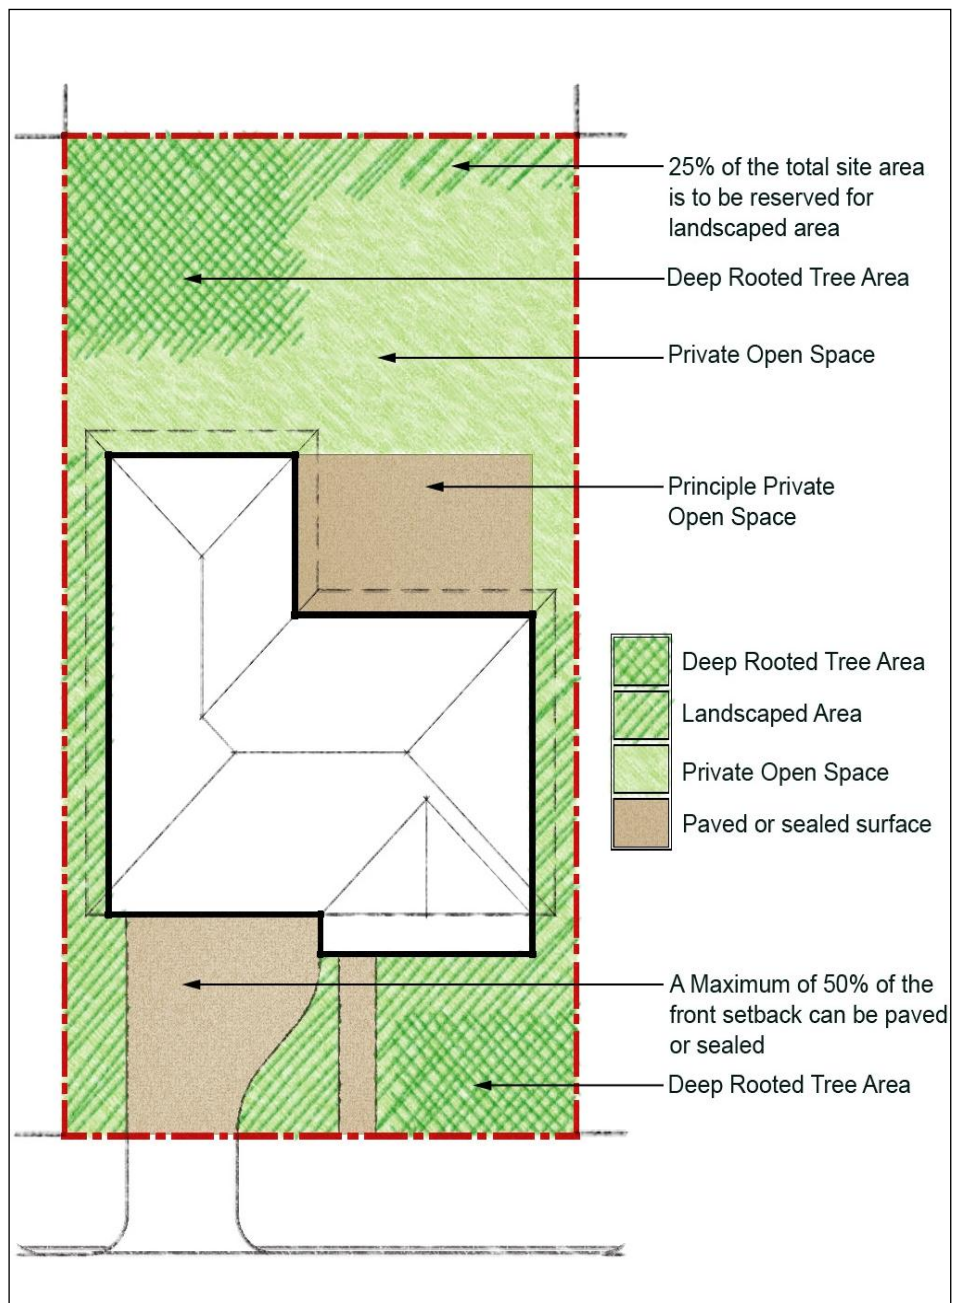 25% of the total site area
is to be reserved for
landscaped area
Deep Rooted Tree Area
Private Open Space
Principle Private
Open Space
Deep Rooted Tree Area
Landscaped Area
Private Open Space
Paved or sealed surface
A Maximum of 50% of the
front setback can be paved
or sealed
Deep Rooted Tree Area